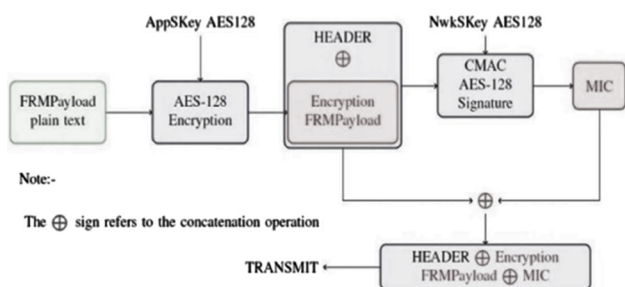 AppSKey AES128
NwkSKey AES128
HEADER
⊕
CMAC
AES-128
Signature
MIC
FRMPayload
plain text
AES-128
Encryption
Encryption
FRMPayload
Note:-
⊕
The ⊕ sign refers to the concatenation operation
HEADER ⊕ Encryption
FRMPayload ⊕ MIC
TRANSMIT